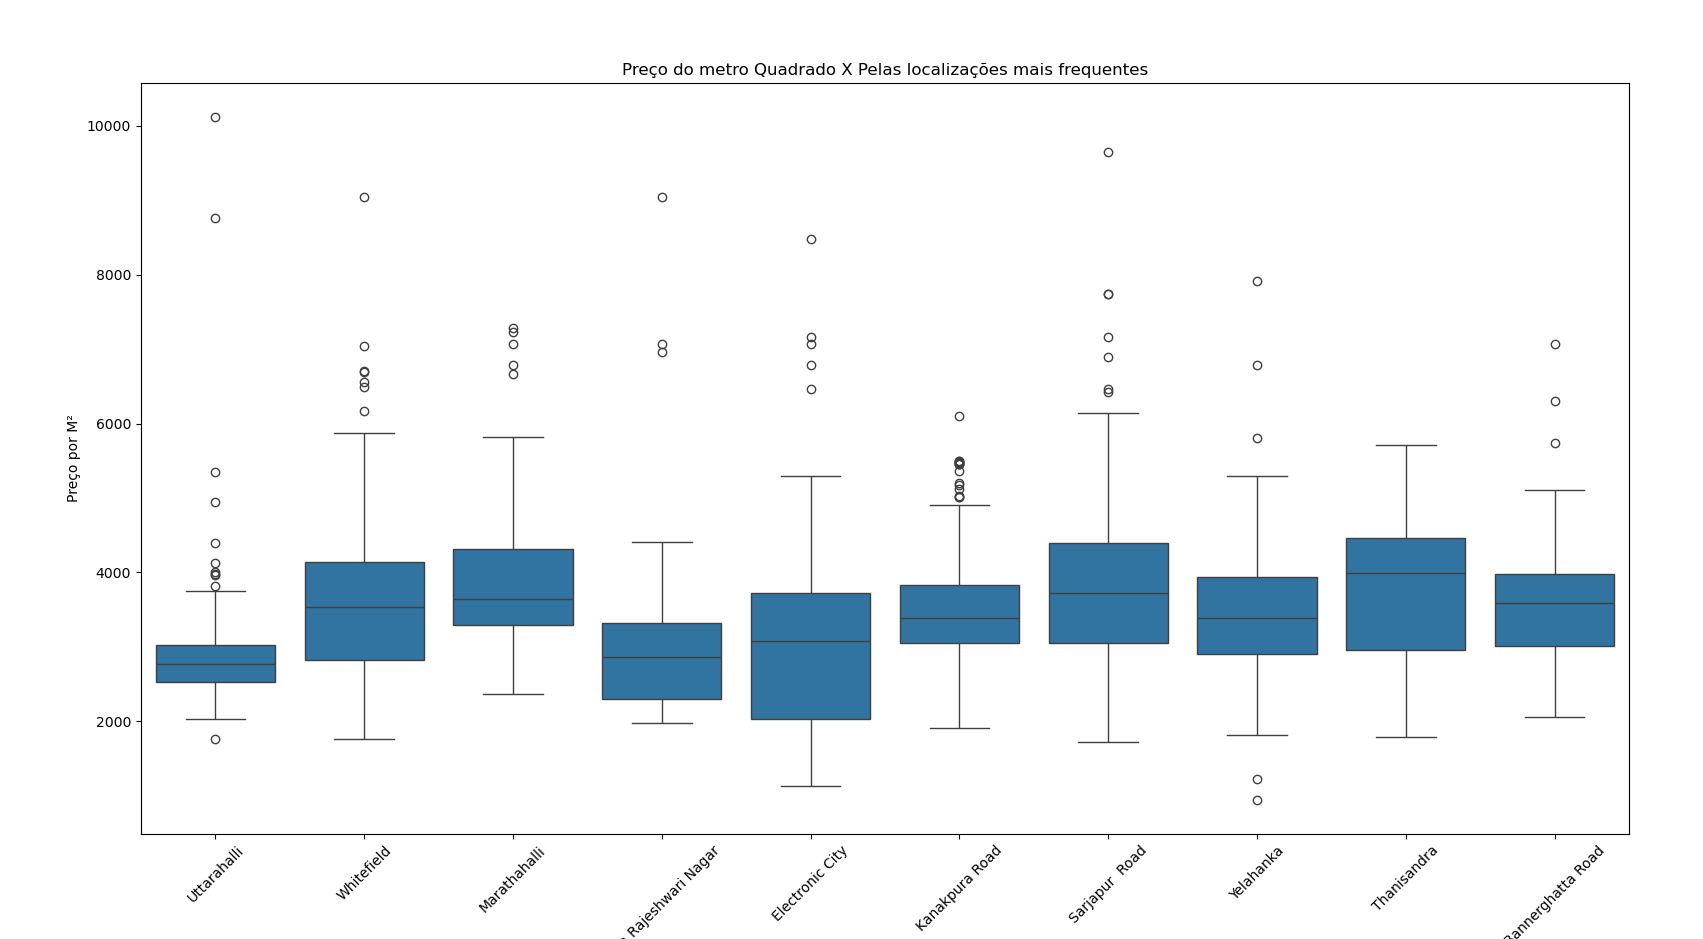 Preço do metro Quadrado X Pelas localizações mais frequentes
10000
8000
6000
4000
2000
Preço por M²
Uttarahalli
Whitefield
Marathahalli
Rajeshwari Nagar
Electronic City
Kanakpura Road
Sarjapur  Road
Yelahanka
Thanisandra
Bannerghatta Road